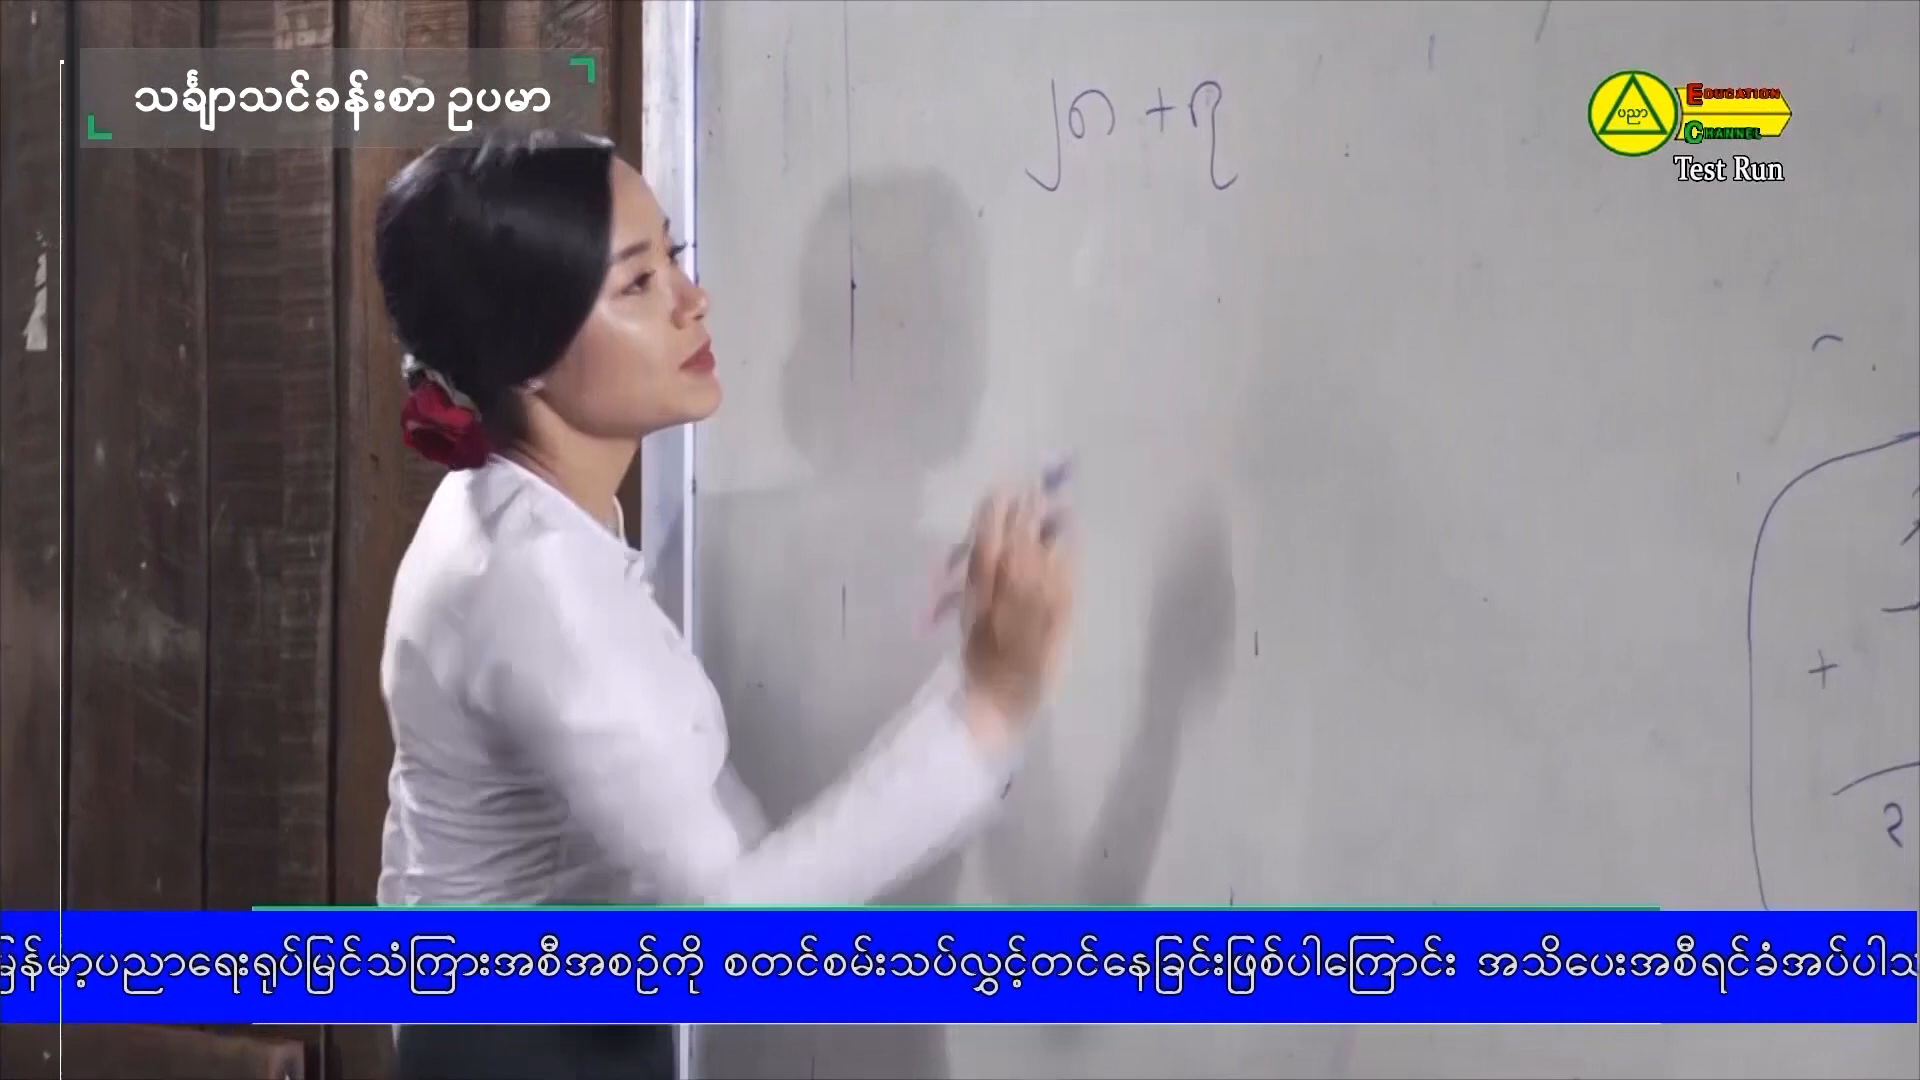 သင်္ချာသင်ခန်းစာ ဥပမာ
ပညာ
EDUCATION
CHANNEL
Test Run
+
+
၃
မြန်မာ့ပညာရေးရုပ်မြင်သံကြားအစီအစဉ်ကို စတင်စမ်းသပ်လွှင့်တင်နေခြင်းဖြစ်ပါကြောင်း အသိပေးအစီရင်ခံအပ်ပါသ